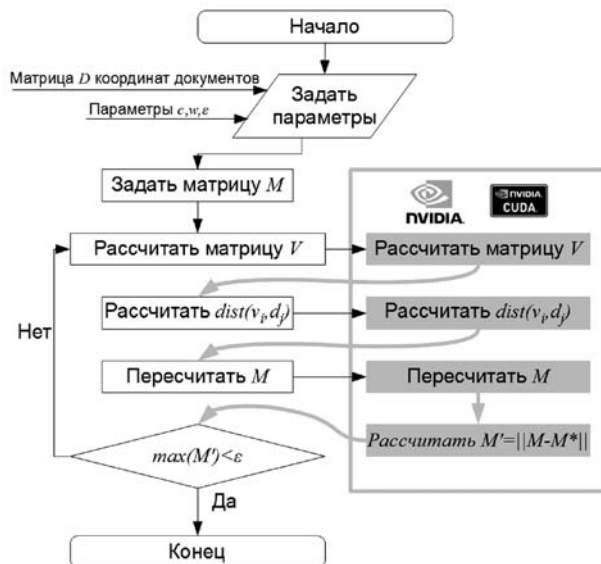 Начало
Матрица D координат документов
Параметры c,w,ε
Задать
параметры
Задать матрицу M
NVIDIA.
NVIDIA.
CUDA.
Рассчитать матрицу V
Рассчитать матрицу V
Рассчитать dist(vᵢ,dⱼ)
Рассчитать dist(vᵢ,dⱼ)
Нет
Пересчитать M
Пересчитать M
max(M')<ε
Рассчитать M'=||M-M*||
Да
Конец